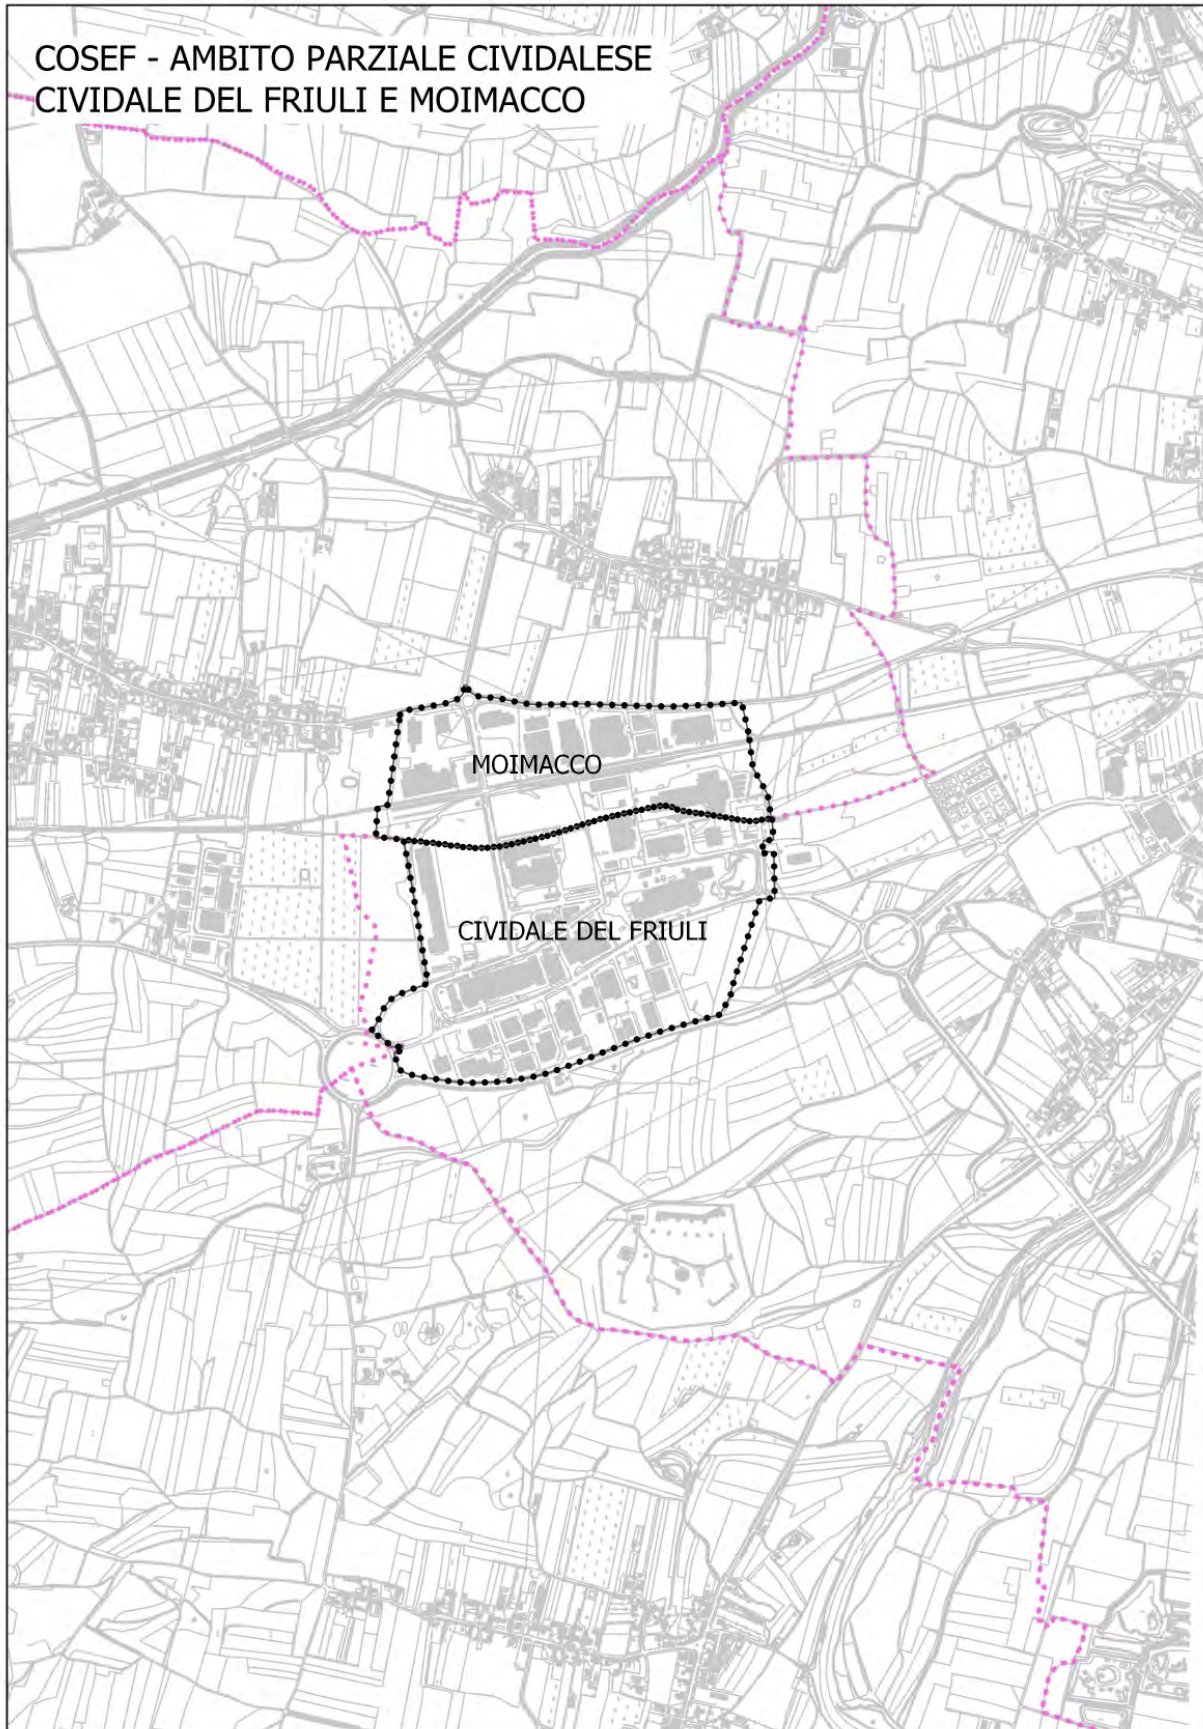 COSEF - AMBITO PARZIALE CIVIDALESE
CIVIDALE DEL FRIULI E MOIMACCO
MOIMACCO
CIVIDALE DEL FRIULI